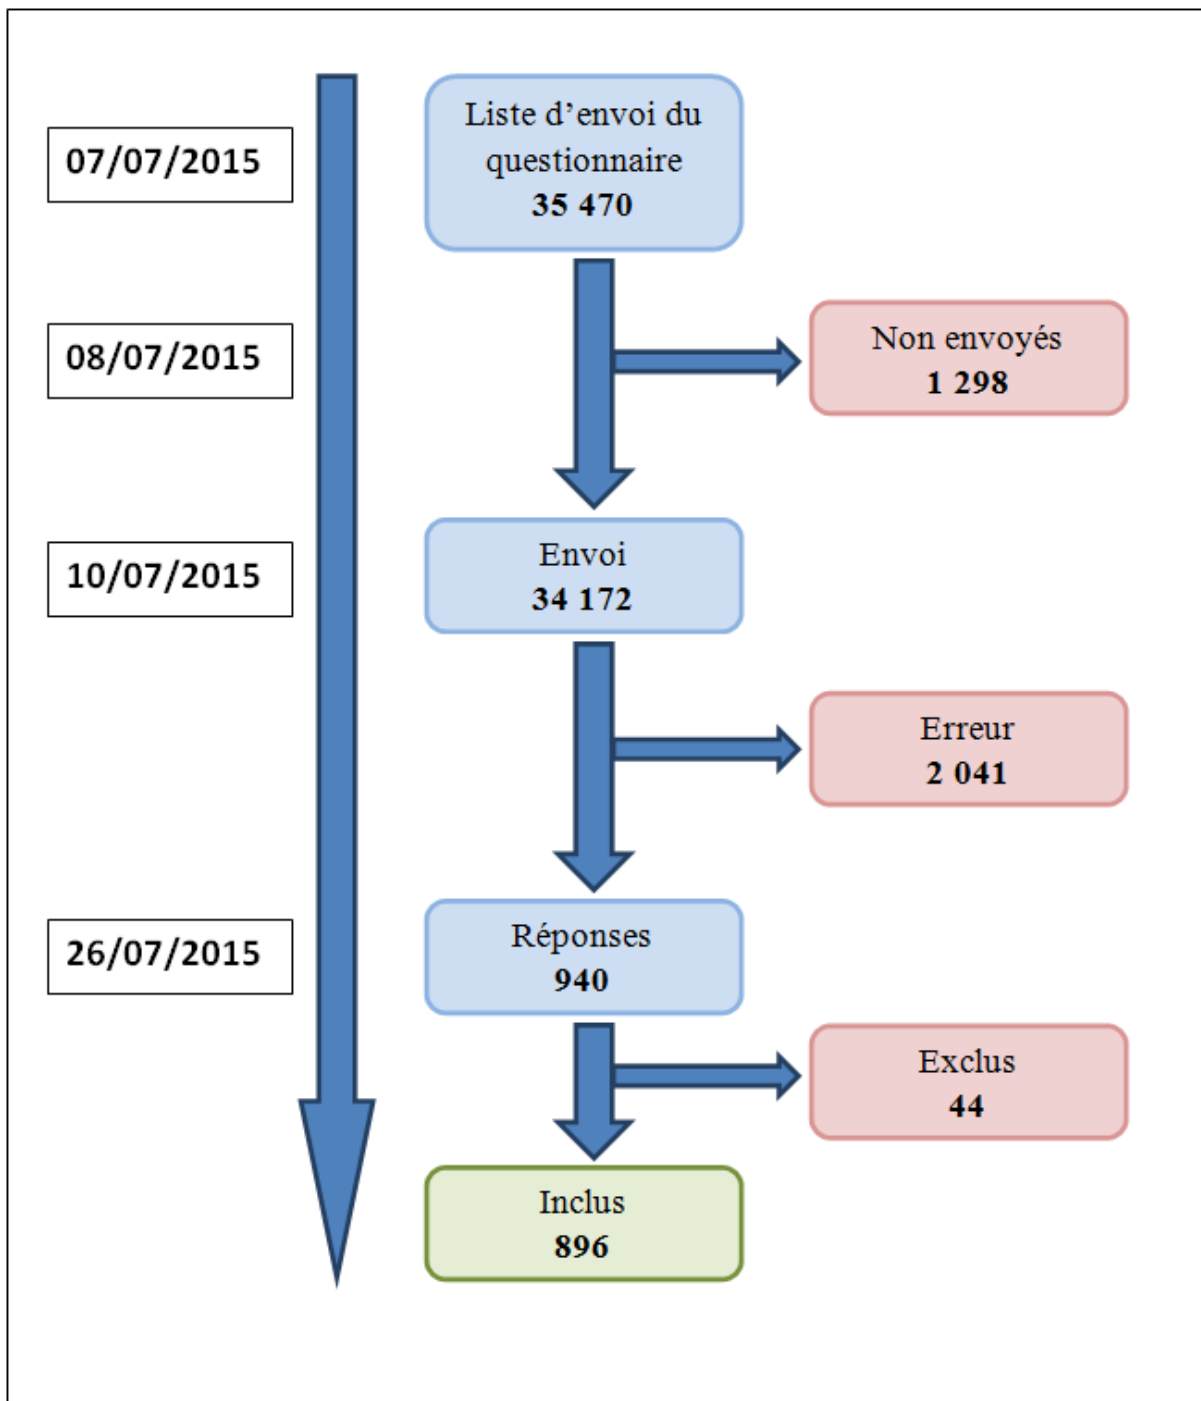 07/07/2015
Liste d’envoi du
questionnaire
35 470
08/07/2015
Non envoyés
1 298
10/07/2015
Envoi
34 172
Erreur
2 041
26/07/2015
Réponses
940
Exclus
44
Inclus
896